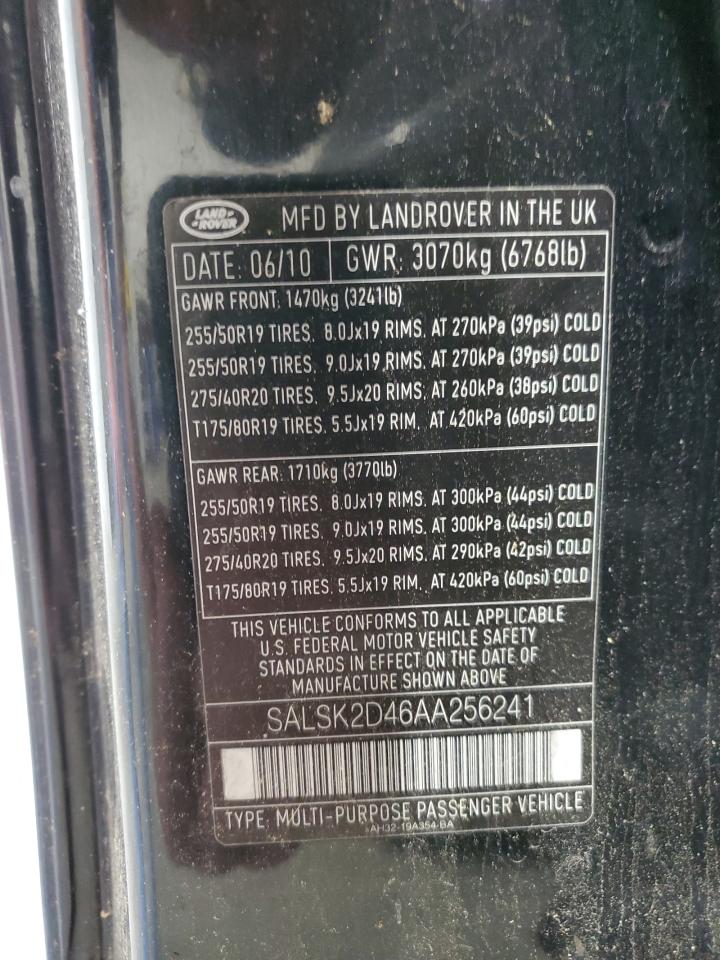 LAND ROVER
MFD BY LANDROVER IN THE UK
DATE: 06/10 GWR: 3070kg (6768lb)
GAWR FRONT: 1470kg (3241lb)
255/50R19 TIRES, 8.0Jx19 RIMS, AT 270kPa (39psi) COLD
255/50R19 TIRES, 9.0Jx19 RIMS, AT 270kPa (39psi) COLD
275/40R20 TIRES, 9.5Jx20 RIMS, AT 260kPa (38psi) COLD
T175/80R19 TIRES, 5.5Jx19 RIM, AT 420kPa (60psi) COLD
GAWR REAR: 1710kg (3770lb)
255/50R19 TIRES, 8.0Jx19 RIMS, AT 300kPa (44psi) COLD
255/50R19 TIRES, 9.0Jx19 RIMS, AT 300kPa (44psi) COLD
275/40R20 TIRES, 9.5Jx20 RIMS, AT 290kPa (42psi) COLD
T175/80R19 TIRES, 5.5Jx19 RIM, AT 420kPa (60psi) COLD
THIS VEHICLE CONFORMS TO ALL APPLICABLE
U.S. FEDERAL MOTOR VEHICLE SAFETY
STANDARDS IN EFFECT ON THE DATE OF
MANUFACTURE SHOWN ABOVE
SALSK2D46AA256241
TYPE: MULTI-PURPOSE PASSENGER VEHICLE
AH32-19A354-BA